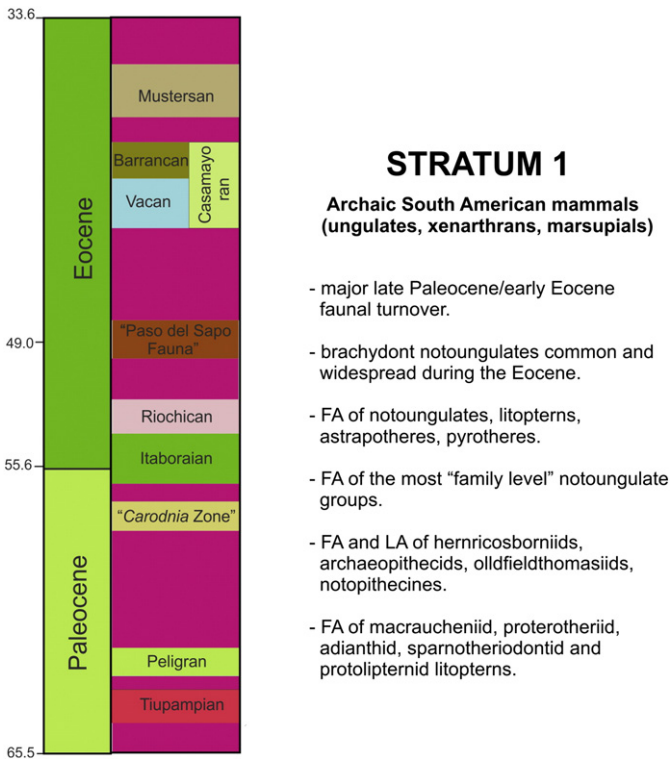 33.6
Mustersan
Barrancan
Casamayo
ran
Vacan
Eocene
"Paso del Sapo
Fauna"
49.0
Riochican
Itaboraian
55.6
"Carodnia Zone"
Paleocene
Peligran
Tiupampian
65.5
STRATUM 1
Archaic South American mammals
(ungulates, xenarthrans, marsupials)
- major late Paleocene/early Eocene
faunal turnover.
- brachydont notoungulates common and
widespread during the Eocene.
- FA of notoungulates, litopterns,
astrapotheres, pyrotheres.
- FA of the most “family level” notoungulate
groups.
- FA and LA of hernricosborniids,
archaeopithecids, olldfieldthomasiids,
notopithecines.
- FA of macraucheniid, proterotheriid,
adianthid, sparnotheriodontid and
protolipternid litopterns.